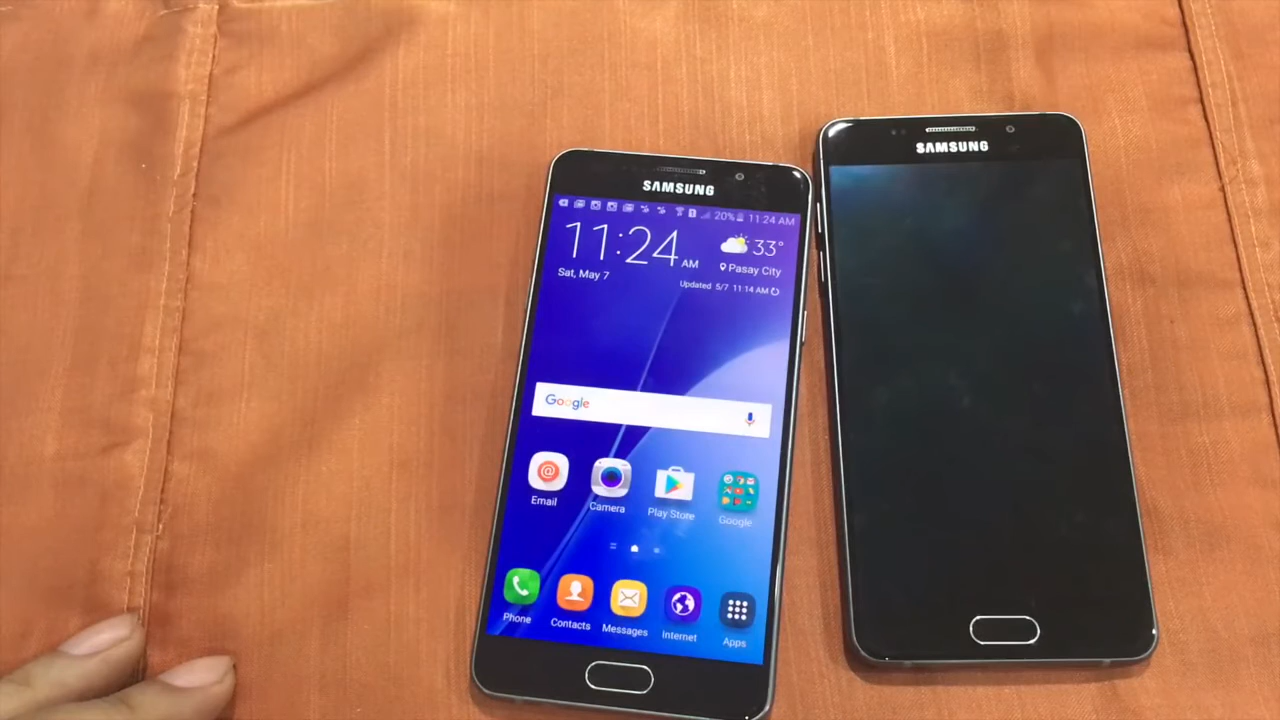 SAMSUNG
20% 11:24 AM
11:24 AM
33°
Sat, May 7
Pasay City
Updated 5/7 11:14 AM
Google
Email
Camera
Play Store
Google
Phone
Contacts
Messages
Internet
Apps
SAMSUNG